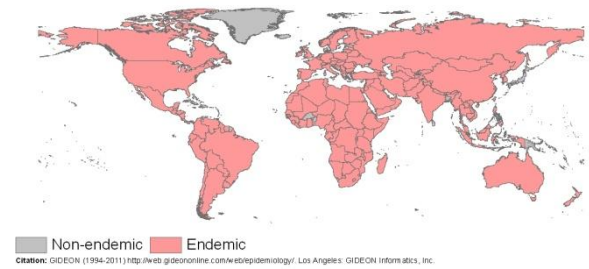 Non-endemic Endemic
Citation: GIDEON (1994-2011) http://web.gideononline.com/web/epidemiology/. Los Angeles: GIDEON Informatics, Inc.